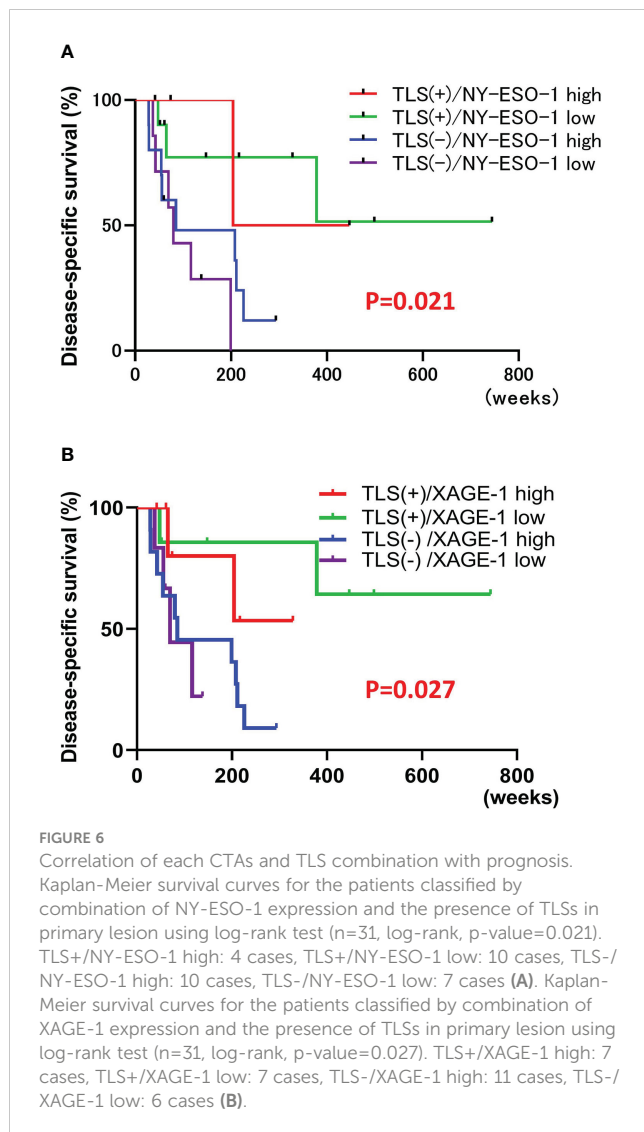 A
TLS(+)/NY-ESO-1 high
TLS(+)/NY-ESO-1 low
TLS(-)/NY-ESO-1 high
TLS(-)/NY-ESO-1 low
Disease-specific survival (%)
100
50
0
P=0.021
0 200 400 600 800
(weeks)
B
TLS(+)/XAGE-1 high
TLS(+)/XAGE-1 low
TLS(-) /XAGE-1 high
TLS(-) /XAGE-1 low
Disease-specific survival (%)
100
50
0
P=0.027
0 200 400 600 800
(weeks)
FIGURE 6
Correlation of each CTAs and TLS combination with prognosis.
Kaplan-Meier survival curves for the patients classified by
combination of NY-ESO-1 expression and the presence of TLSs in
primary lesion using log-rank test (n=31, log-rank, p-value=0.021).
TLS+/NY-ESO-1 high: 4 cases, TLS+/NY-ESO-1 low: 10 cases, TLS-/
NY-ESO-1 high: 10 cases, TLS-/NY-ESO-1 low: 7 cases (A). Kaplan-
Meier survival curves for the patients classified by combination of
XAGE-1 expression and the presence of TLSs in primary lesion using
log-rank test (n=31, log-rank, p-value=0.027). TLS+/XAGE-1 high: 7
cases, TLS+/XAGE-1 low: 7 cases, TLS-/XAGE-1 high: 11 cases, TLS-/
XAGE-1 low: 6 cases (B).